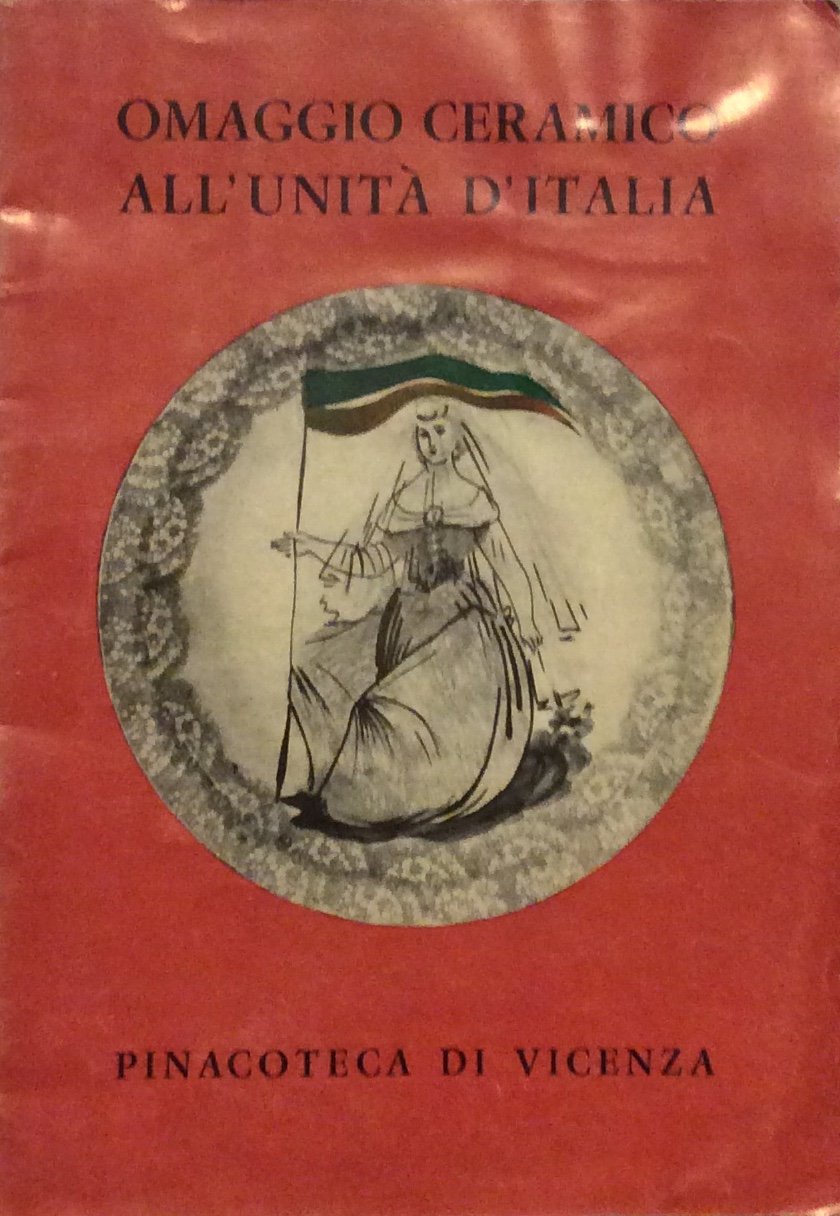 OMAGGIO CERAMICO
ALL'UNITÀ D'ITALIA
PINACOTECA DI VICENZA